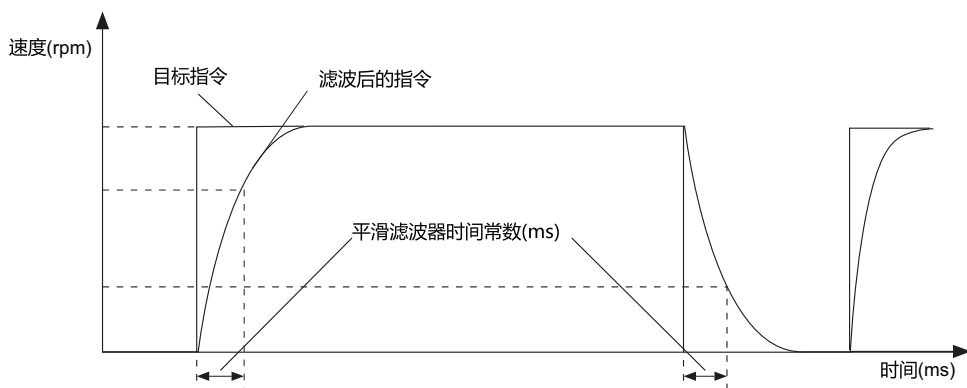 速度(rpm)
目标指令
滤波后的指令
平滑滤波器时间常数(ms)
时间(ms)